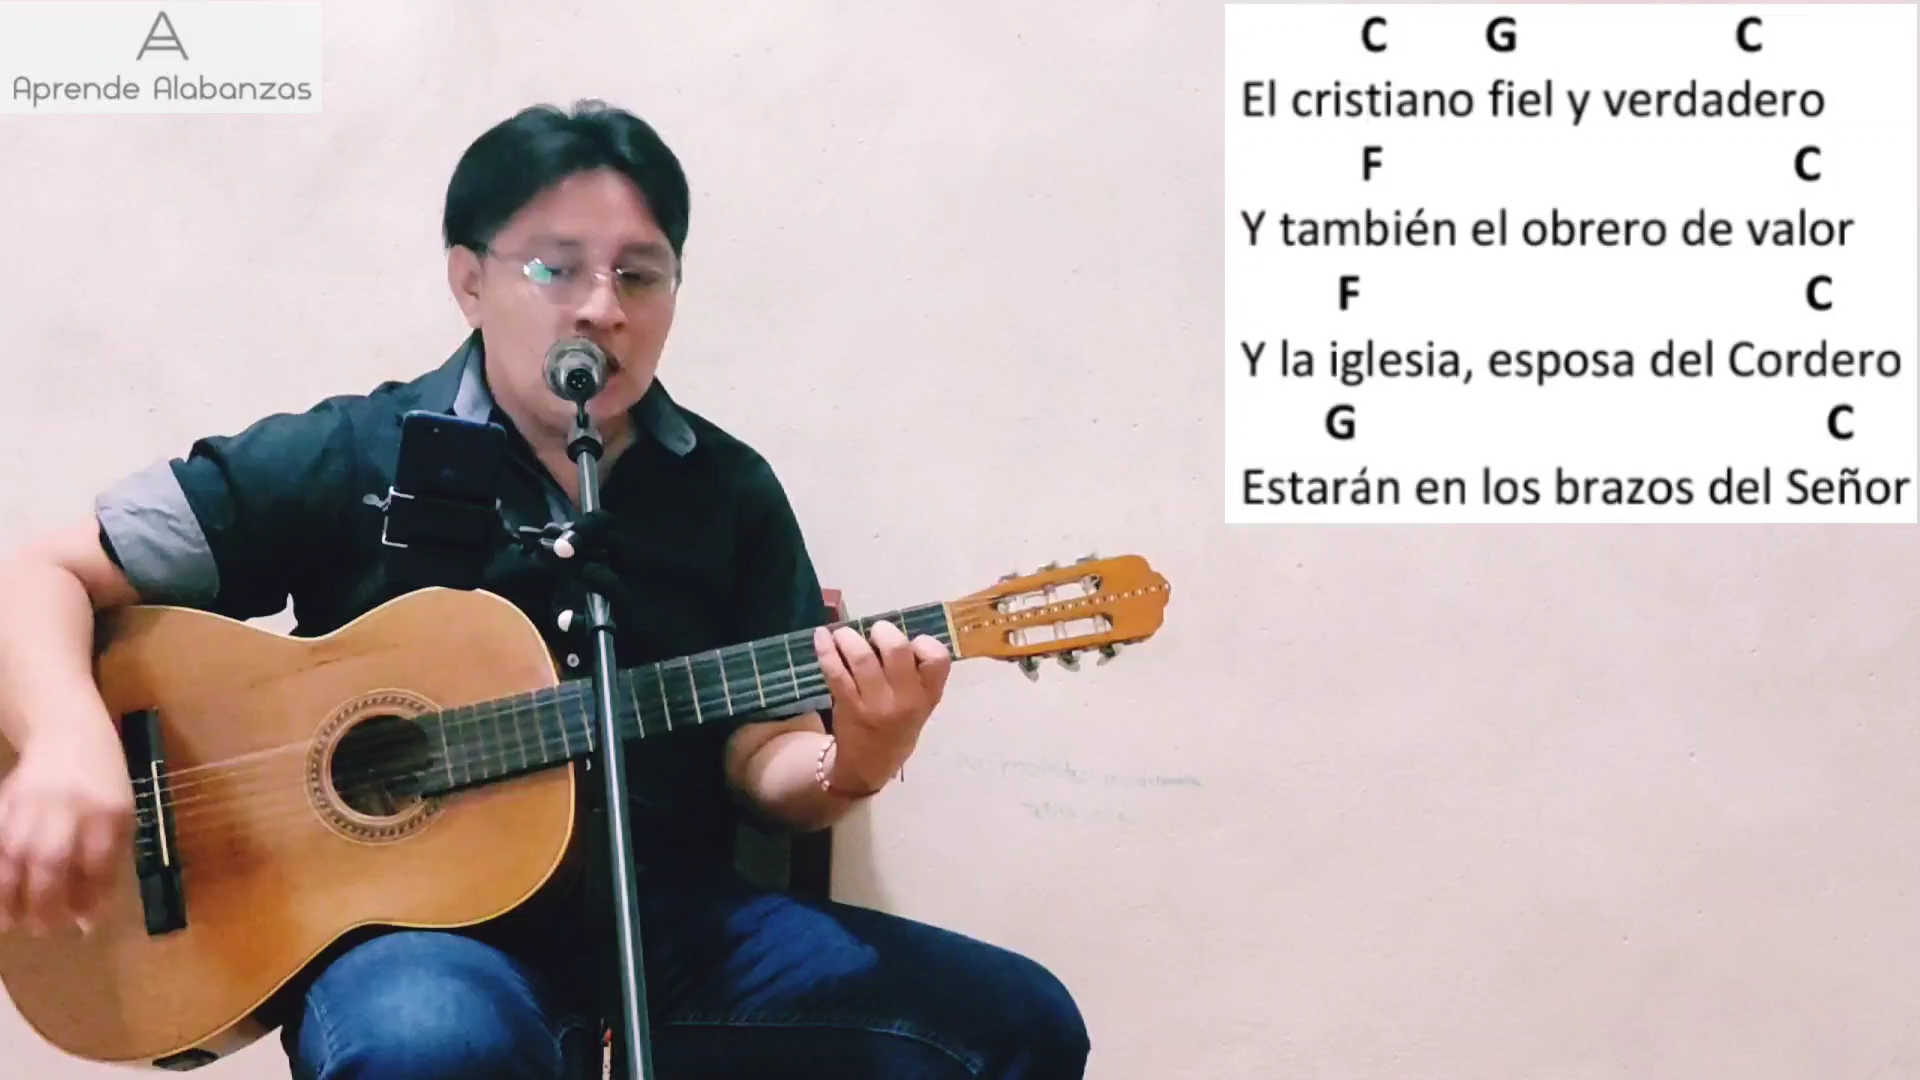 Aprende Alabanzas
C G C
El cristiano fiel y verdadero
F C
Y también el obrero de valor
F C
Y la iglesia, esposa del Cordero
G C
Estarán en los brazos del Señor